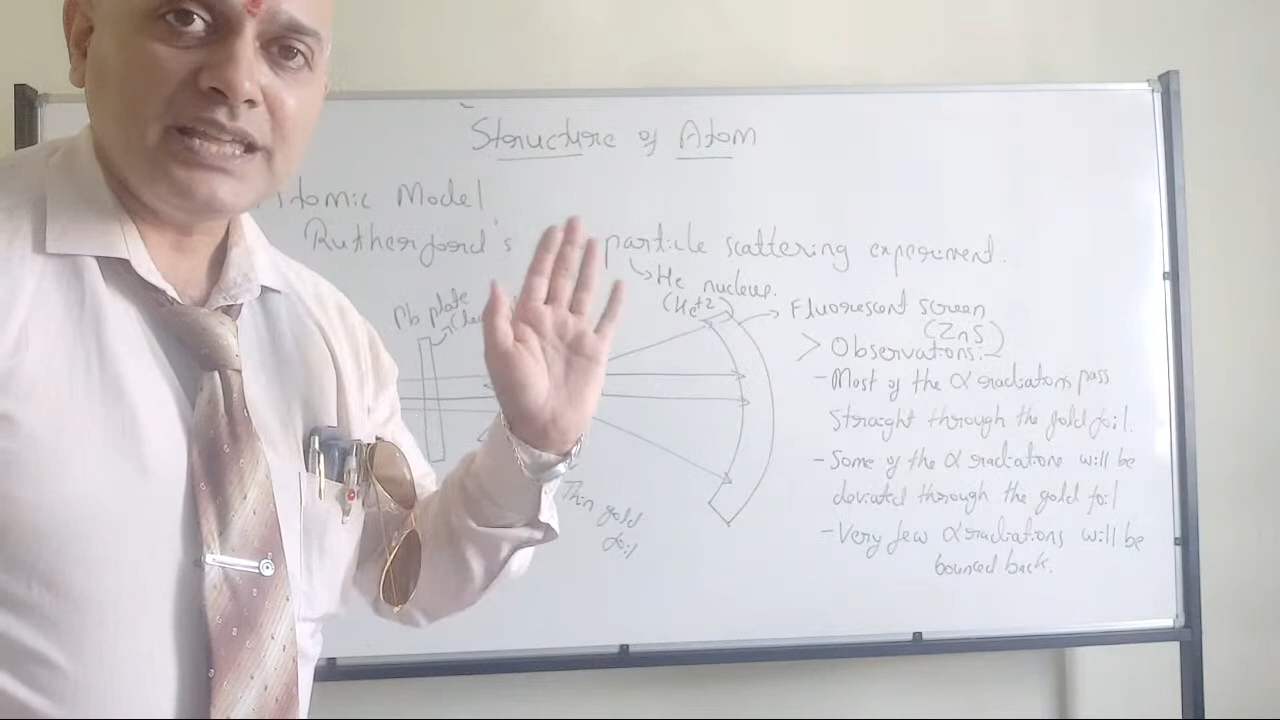 Structure of Atom
Atomic Model
Rutherford's particle scattering experiment.
He nucleus.
(He+2)
Pb plate
Fluorescent screen
(ZnS)
> Observations:
- Most of the α radiations pass
straight through the gold foil.
- Some of the α radiations will be
deviated through the gold foil
- Very few α radiations will be
bounced back.
Thin gold
foil